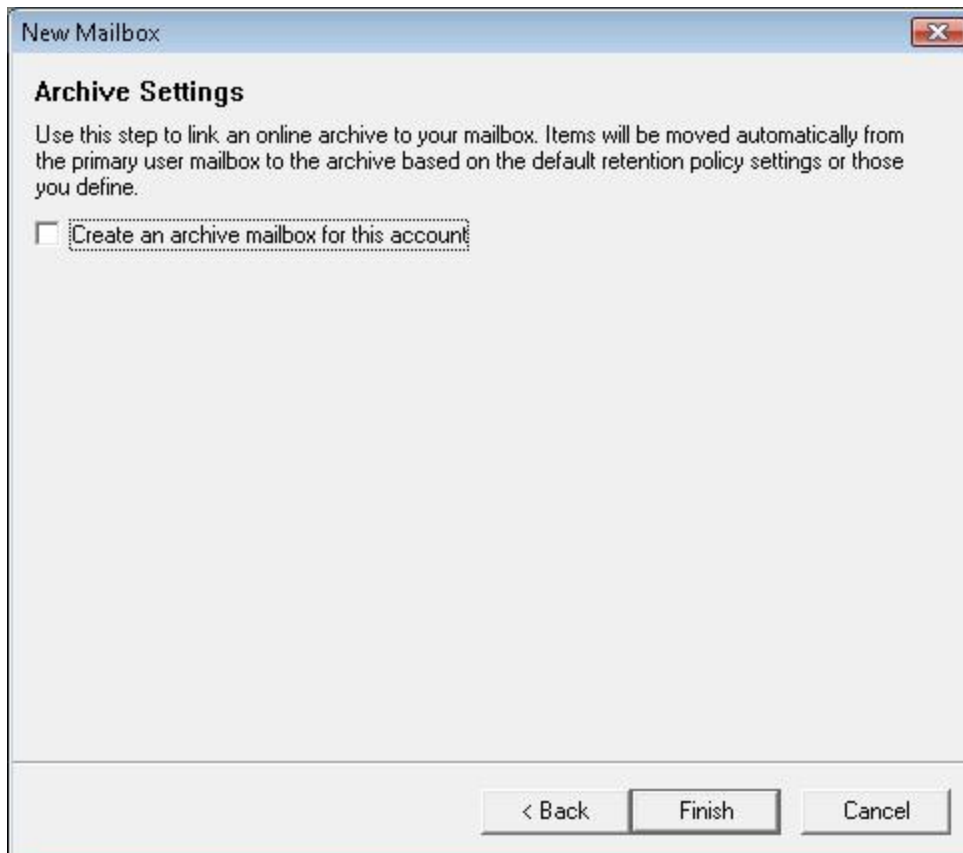 New Mailbox
Archive Settings
Use this step to link an online archive to your mailbox. Items will be moved automatically from
the primary user mailbox to the archive based on the default retention policy settings or those
you define.
Create an archive mailbox for this account
< Back
Finish
Cancel